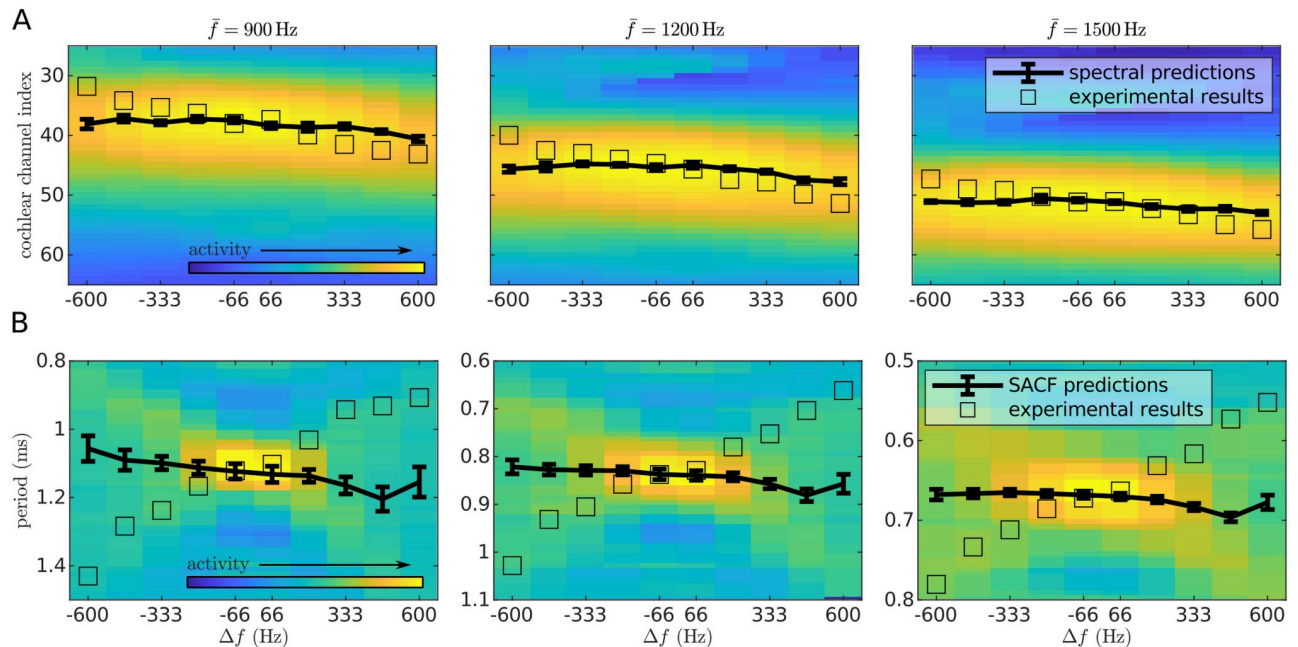 A
f̄ = 900 Hz
f̄ = 1200 Hz
f̄ = 1500 Hz
cochlear channel index
30
40
50
60
activity
-600 -333 -66 66 333 600
-600 -333 -66 66 333 600
spectral predictions
experimental results
-600 -333 -66 66 333 600
B
period (ms)
0.8
1
1.2
1.4
activity
-600 -333 -66 66 333 600
Δf (Hz)
0.6
0.7
0.8
0.9
1
1.1
-600 -333 -66 66 333 600
Δf (Hz)
0.5
0.6
0.7
0.8
SACF predictions
experimental results
-600 -333 -66 66 333 600
Δf (Hz)